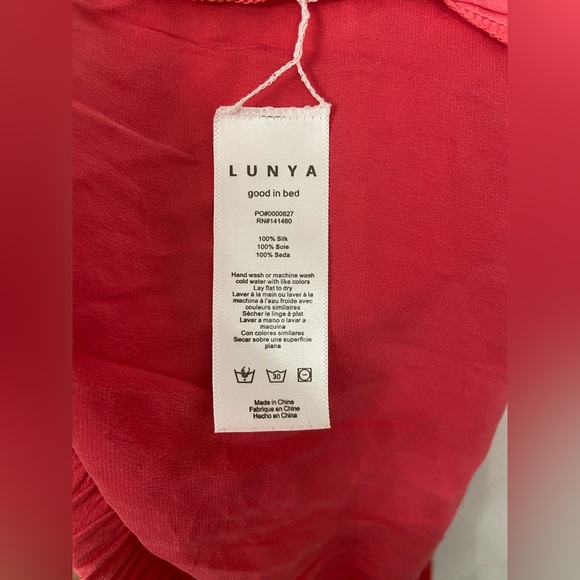 LUNYA
good in bed
PO#0000627
RN#141460
100% Silk
100% Soie
100% Seda
Hand wash or machine wash
cold water with like colors
Lay flat to dry
Laver à la main ou laver à le
machine à l'eau froide avec
couleurs similaires
Sècher le linge à plat
Lavar a mano o lavar a
maquina
Con colores similares
Secar sobre una superficie
plana
30
Made in China
Fabrique en Chine
Hecho en China